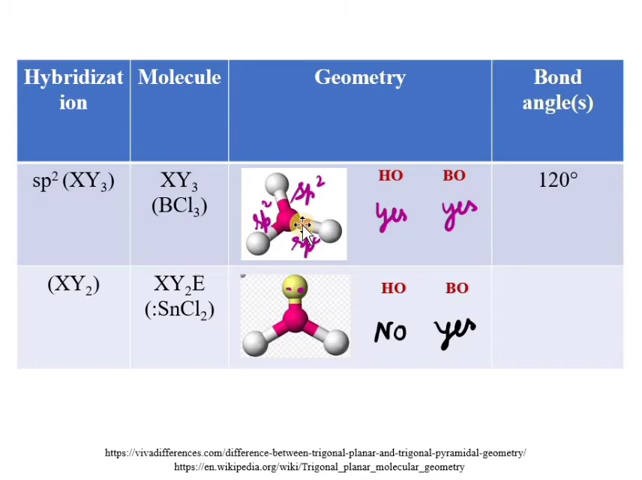 Hybridizat
ion
Molecule
Geometry
Bond
angle(s)
sp² (XY₃)
XY₃
(BCl₃)
sp²
sp²
sp²
HO
BO
yes
yes
120°
(XY₂)
XY₂E
(:SnCl₂)
HO
BO
NO
yes
https://vivadifferences.com/difference-between-trigonal-planar-and-trigonal-pyramidal-geometry/
https://en.wikipedia.org/wiki/Trigonal_planar_molecular_geometry